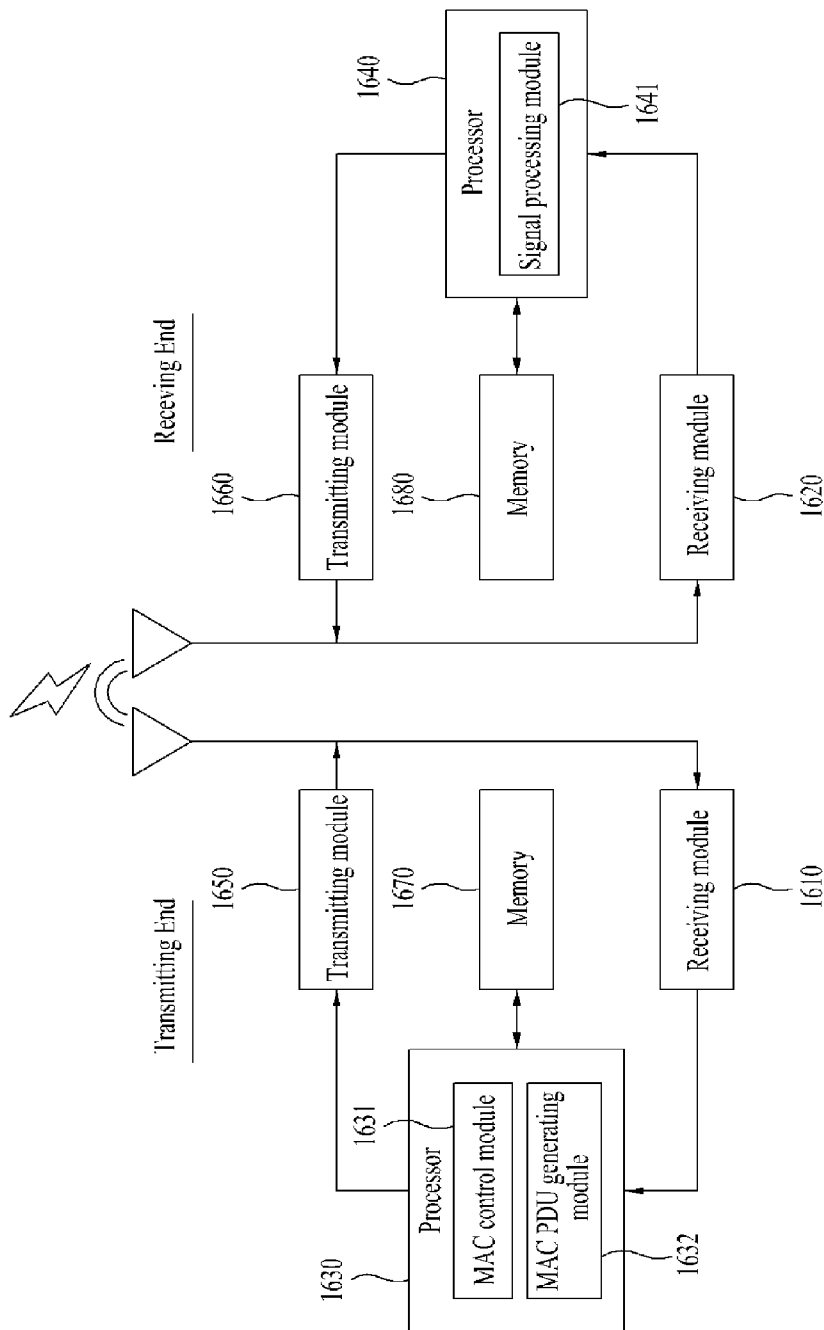 Transmitting End
Receving End
1650
Transmitting module
1660
Transmitting module
1630
Processor
1631
MAC control module
MAC PDU generating
module
1632
1670
Memory
1680
Memory
1640
Processor
Signal processing module
1641
Receiving module
1610
Receiving module
1620